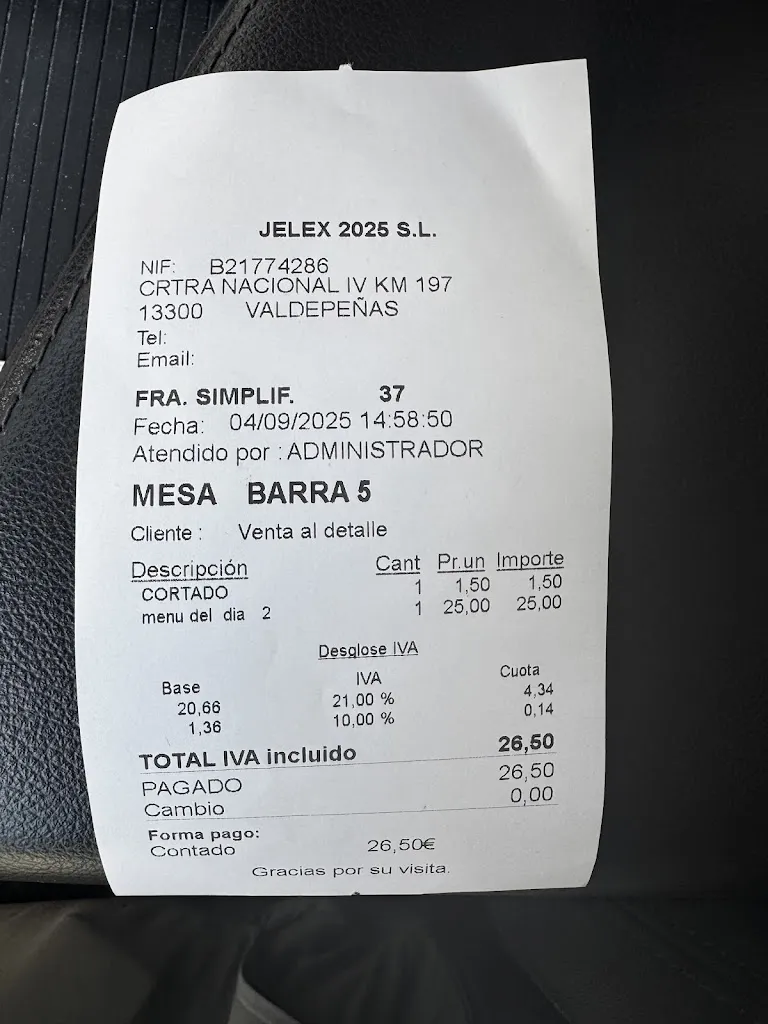 JELEX 2025 S.L.
NIF: B21774286
CRTRA NACIONAL IV KM 197
13300 VALDEPEÑAS
Tel:
Email:
FRA. SIMPLIF. 37
Fecha: 04/09/2025 14:58:50
Atendido por : ADMINISTRADOR
MESA BARRA 5
Cliente : Venta al detalle
Descripción Cant Pr.un Importe
CORTADO 1 1,50 1,50
menu del dia 2 1 25,00 25,00
Desglose IVA
Base IVA Cuota
20,66 21,00 % 4,34
1,36 10,00 % 0,14
TOTAL IVA incluido 26,50
PAGADO 26,50
Cambio 0,00
Forma pago:
Contado 26,50€
Gracias por su visita.